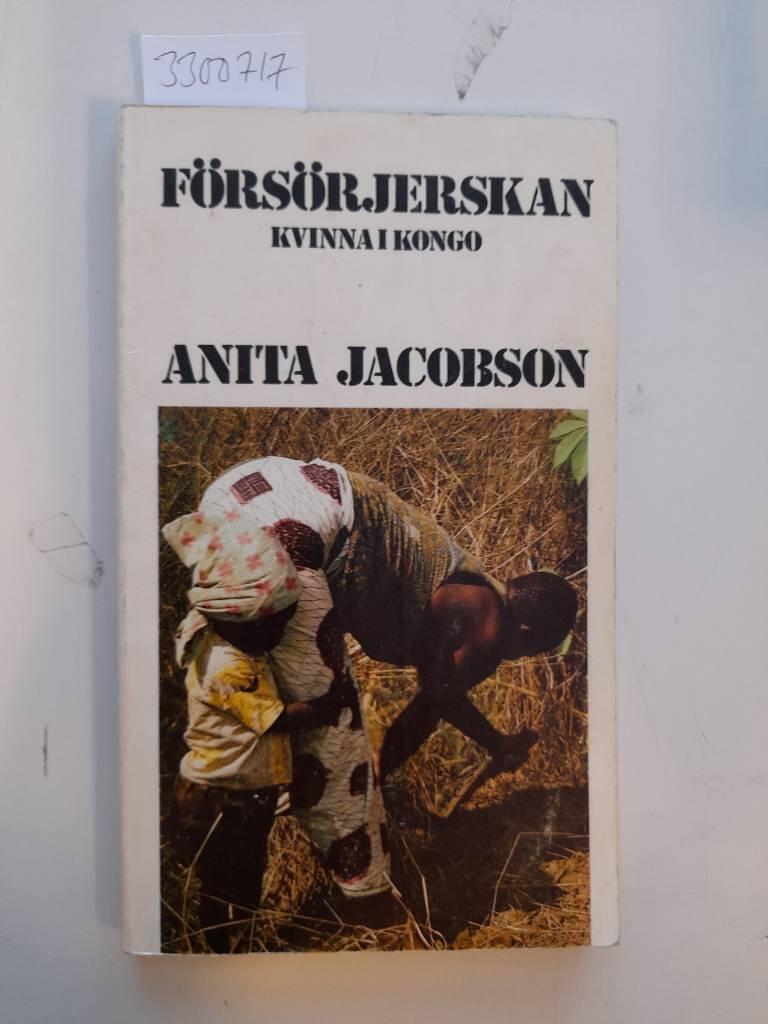 3300717
FÖRSÖRJERSKAN
KVINNA I KONGO
ANITA JACOBSON